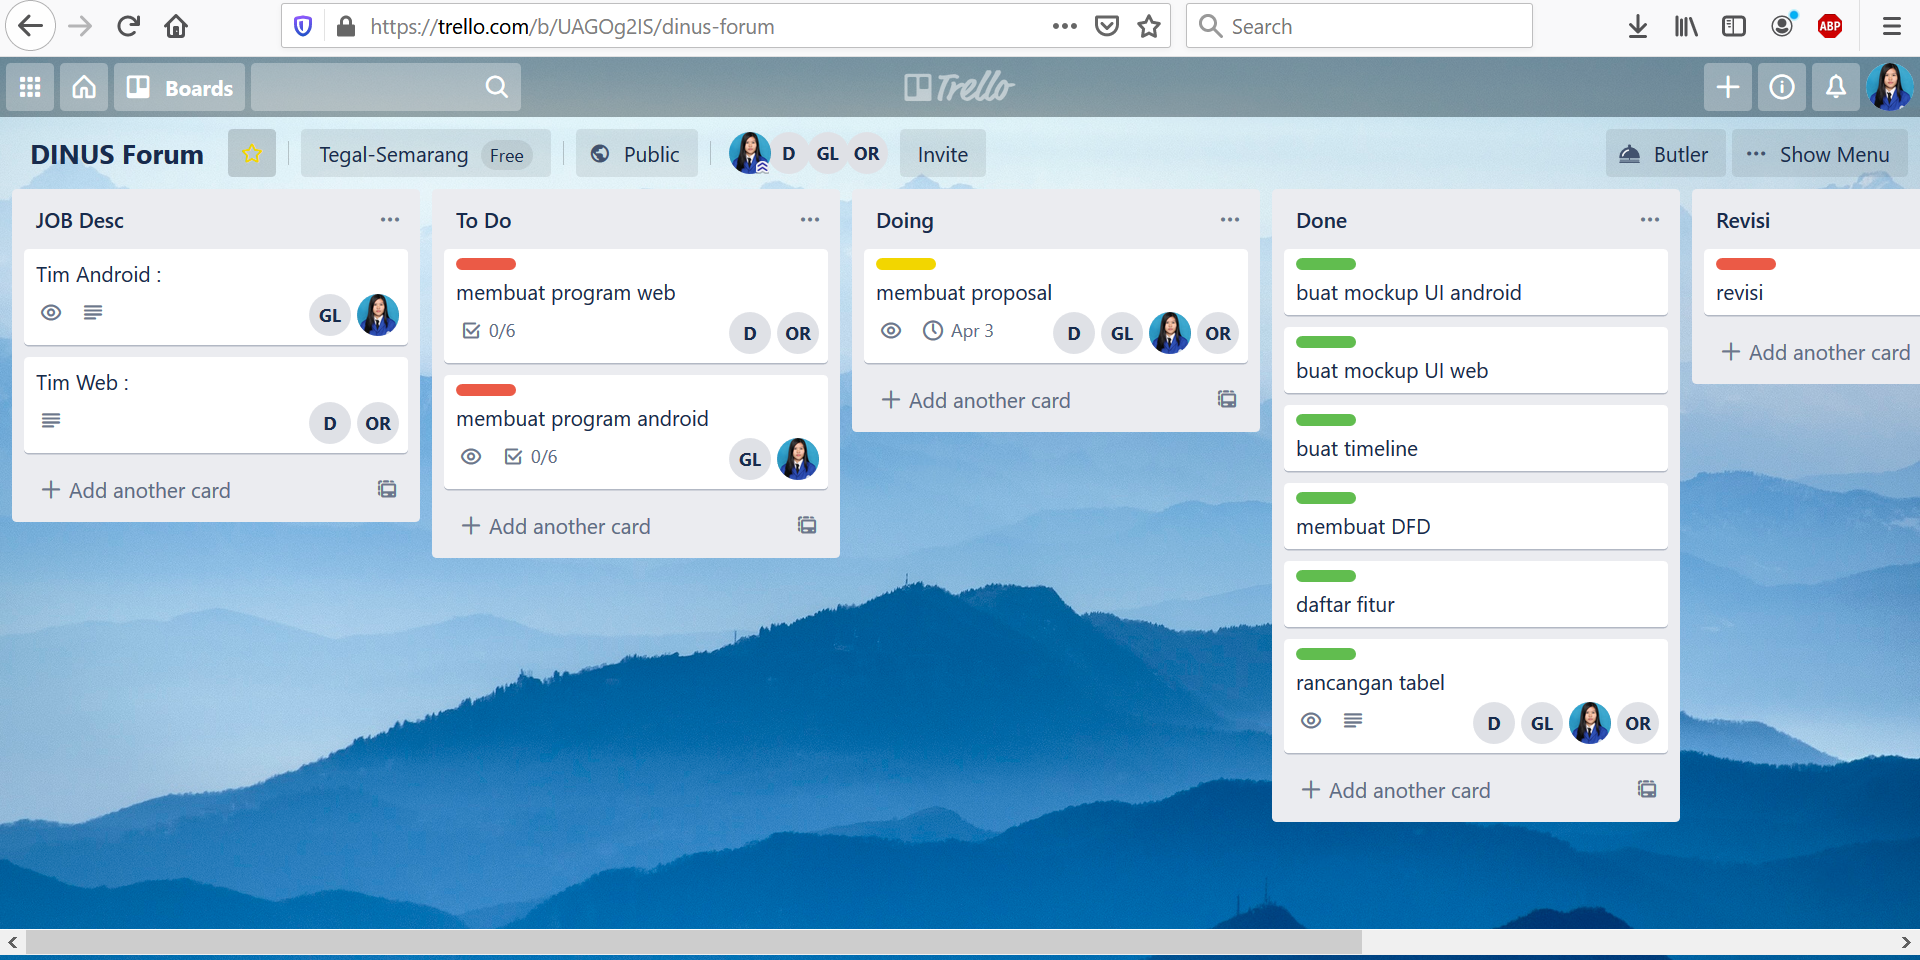 https://trello.com/b/UAGOg2IS/dinus-forum
Search
ABP
Boards
Trello
DINUS Forum
Tegal-Semarang Free
Public
D GL OR
Invite
Butler
Show Menu
JOB Desc
Tim Android :
GL
Tim Web :
D OR
Add another card
To Do
membuat program web
0/6
D OR
membuat program android
0/6
GL
Add another card
Doing
membuat proposal
Apr 3
D GL OR
Add another card
Done
buat mockup UI android
buat mockup UI web
buat timeline
membuat DFD
daftar fitur
rancangan tabel
D GL OR
Add another card
Revisi
revisi
Add another card